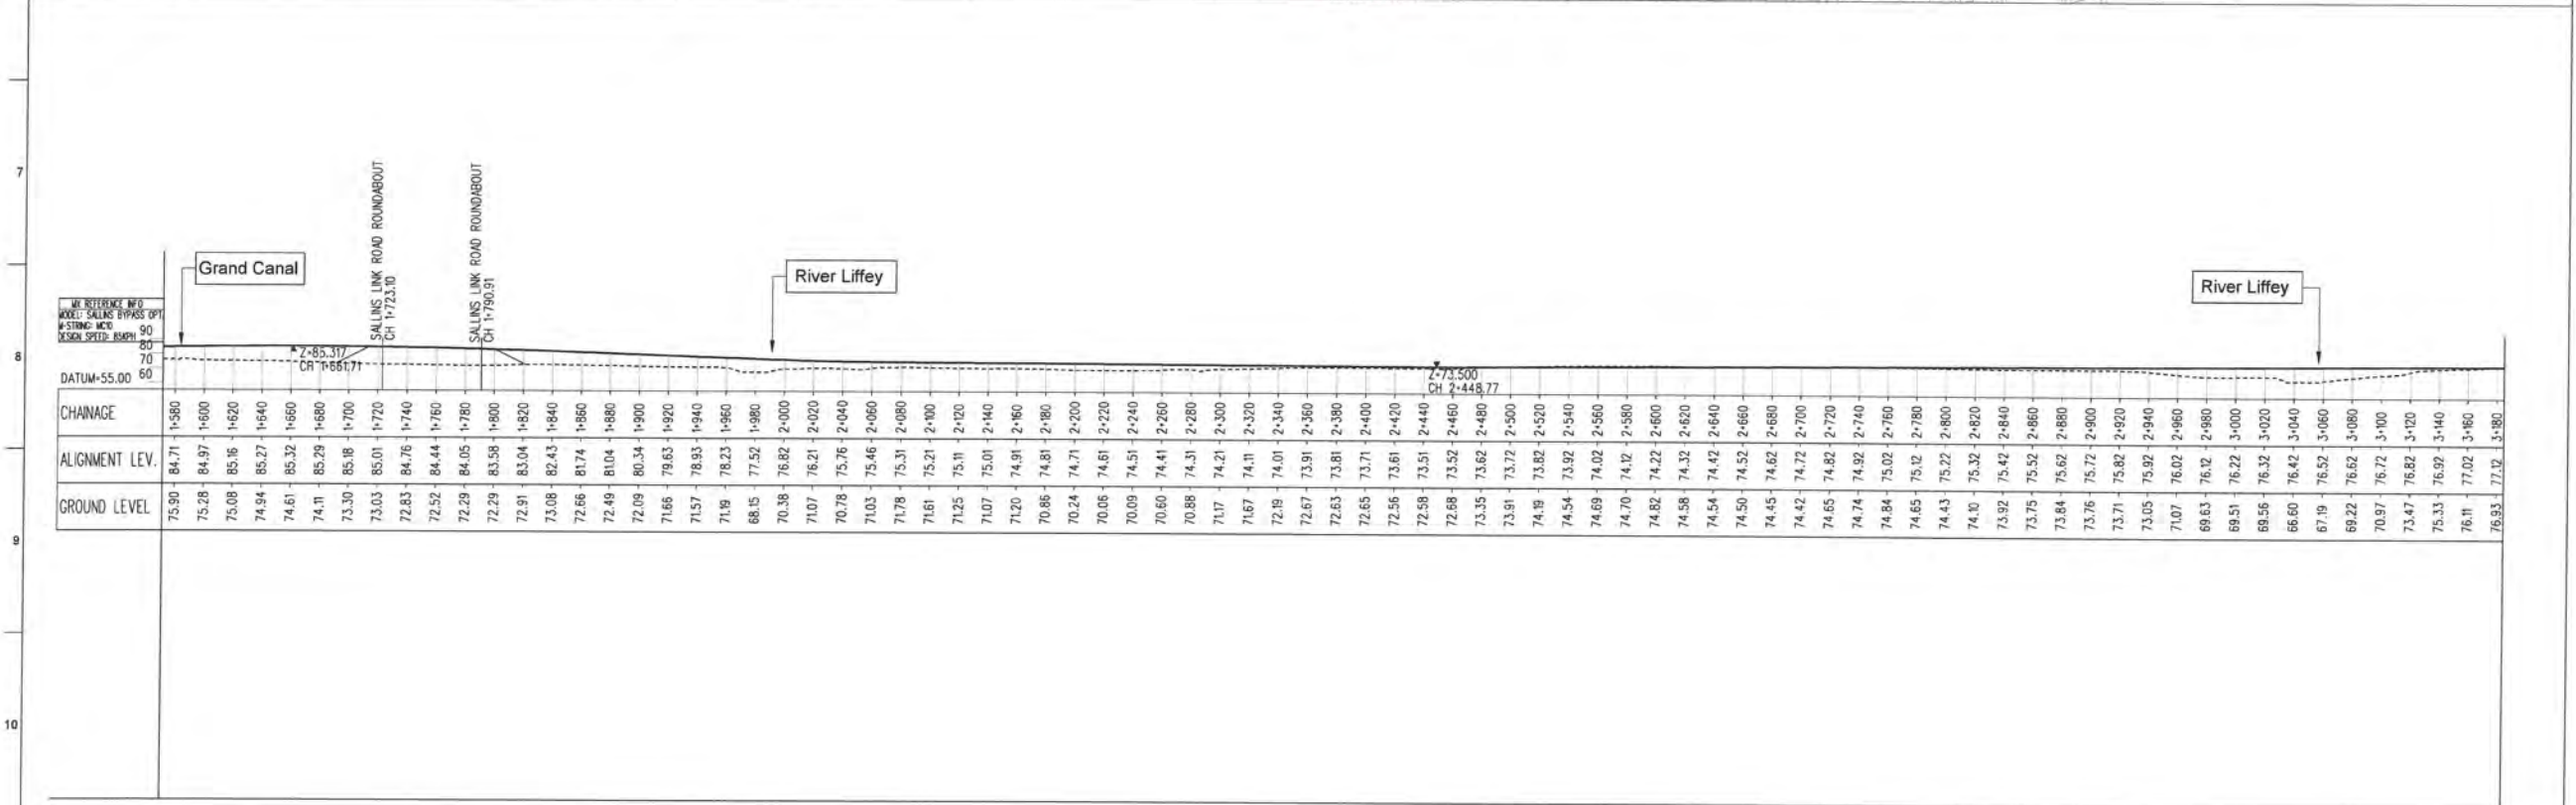 7
8
9
10
Grand Canal
SALLINS LINK ROAD ROUNDABOUT
CH 1+723.10
SALLINS LINK ROAD ROUNDABOUT
CH 1+790.91
River Liffey
River Liffey
MX REFERENCE INFO
MODEL: SALLINS BYPASS OPT
M-STRING: MC10
DESIGN SPEED: 85KPH
90
80
70
60
DATUM=55.00
Z=85.317
CH 1+661.71
Z=73.500
CH 2+448.77
CHAINAGE 1+580 1+600 1+620 1+640 1+660 1+680 1+700 1+720 1+740 1+760 1+780 1+800 1+820 1+840 1+860 1+880 1+900 1+920 1+940 1+960 1+980 2+000 2+020 2+040 2+060 2+080 2+100 2+120 2+140 2+160 2+180 2+200 2+220 2+240 2+260 2+280 2+300 2+320 2+340 2+360 2+380 2+400 2+420 2+440 2+460 2+480 2+500 2+520 2+540 2+560 2+580 2+600 2+620 2+640 2+660 2+680 2+700 2+720 2+740 2+760 2+780 2+800 2+820 2+840 2+860 2+880 2+900 2+920 2+940 2+960 2+980 3+000 3+020 3+040 3+060 3+080 3+100 3+120 3+140 3+160 3+180
ALIGNMENT LEV. 84.71 84.97 85.16 85.27 85.32 85.29 85.18 85.01 84.76 84.44 84.05 83.58 83.04 82.43 81.74 81.04 80.34 79.63 78.93 78.23 77.52 76.82 76.21 75.76 75.46 75.31 75.21 75.11 75.01 74.91 74.81 74.71 74.61 74.51 74.41 74.31 74.21 74.11 74.01 73.91 73.81 73.71 73.61 73.51 73.52 73.62 73.72 73.82 73.92 74.02 74.12 74.22 74.32 74.42 74.52 74.62 74.72 74.82 74.92 75.02 75.12 75.22 75.32 75.42 75.52 75.62 75.72 75.82 75.92 76.02 76.12 76.22 76.32 76.42 76.52 76.62 76.72 76.82 76.92 77.02 77.12
GROUND LEVEL 75.90 75.28 75.08 74.94 74.61 74.11 73.30 73.03 72.83 72.52 72.29 72.29 72.91 73.08 72.66 72.49 72.09 71.66 71.57 71.19 68.15 70.38 71.07 70.78 71.03 71.78 71.61 71.25 71.07 71.20 70.86 70.24 70.06 70.09 70.60 70.88 71.17 71.67 72.19 72.67 72.63 72.65 72.56 72.58 72.68 73.35 73.91 74.19 74.54 74.69 74.70 74.82 74.58 74.54 74.50 74.45 74.42 74.65 74.74 74.84 74.65 74.43 74.10 73.92 73.75 73.84 73.76 73.71 73.05 71.07 69.63 69.51 69.56 66.60 67.19 69.22 70.97 73.47 75.33 76.11 76.93